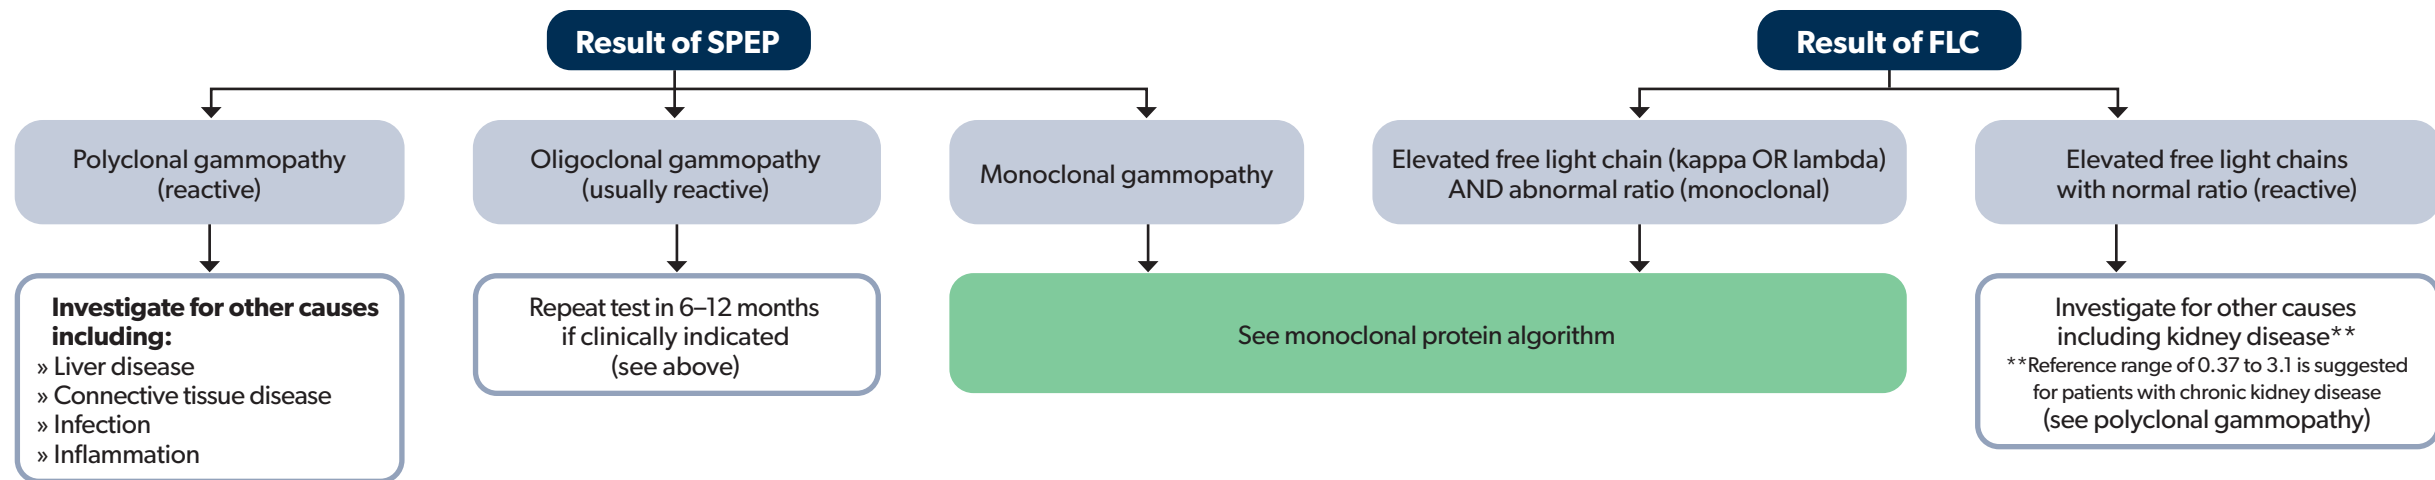 Result of SPEP
Result of FLC
Polyclonal gammopathy
(reactive)
Oligoclonal gammopathy
(usually reactive)
Monoclonal gammopathy
Elevated free light chain (kappa OR lambda)
AND abnormal ratio (monoclonal)
Elevated free light chains
with normal ratio (reactive)
Investigate for other causes
including:
» Liver disease
» Connective tissue disease
» Infection
» Inflammation
Repeat test in 6–12 months
if clinically indicated
(see above)
See monoclonal protein algorithm
Investigate for other causes
including kidney disease**
**Reference range of 0.37 to 3.1 is suggested
for patients with chronic kidney disease
(see polyclonal gammopathy)